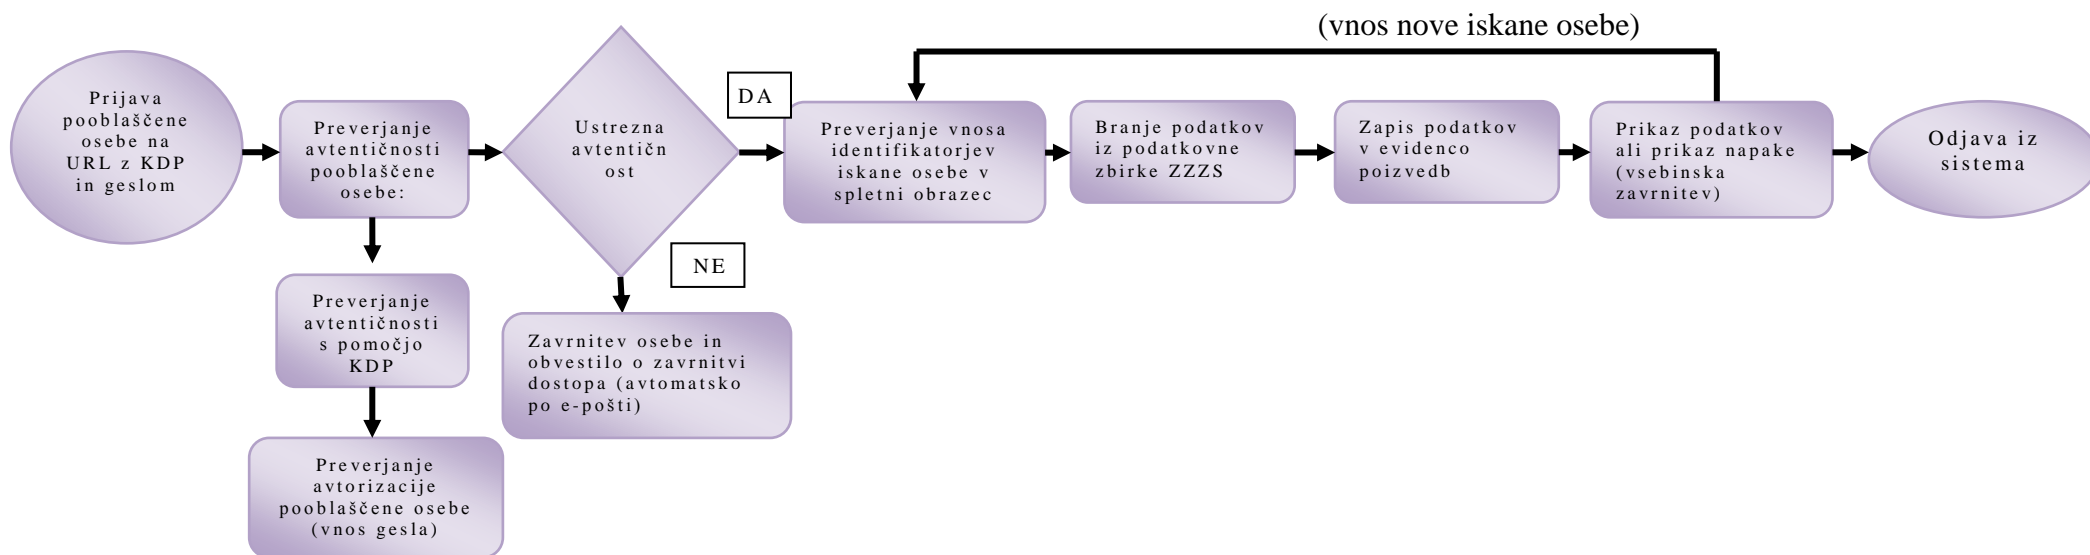 (vnos nove iskane osebe)
Prijava
pooblaščene
osebe na
URL z KDP
in geslom
Preverjanje
avtentičnosti
pooblaščene
osebe:
Ustrezna
avtentičn
ost
DA
Preverjanje vnosa
identifikatorjev
iskane osebe v
spletni obrazec
Branje podatkov
iz podatkovne
zbirke ZZZS
Zapis podatkov
v evidenco
poizvedb
Prikaz podatkov
ali prikaz napake
(vsebinska
zavrnitev)
Odjava iz
sistema
NE
Preverjanje
avtentičnosti
s pomočjo
KDP
Zavrnitev osebe in
obvestilo o zavrnitvi
dostopa (avtomatsko
po e-pošti)
Preverjanje
avtorizacije
pooblaščene osebe
(vnos gesla)